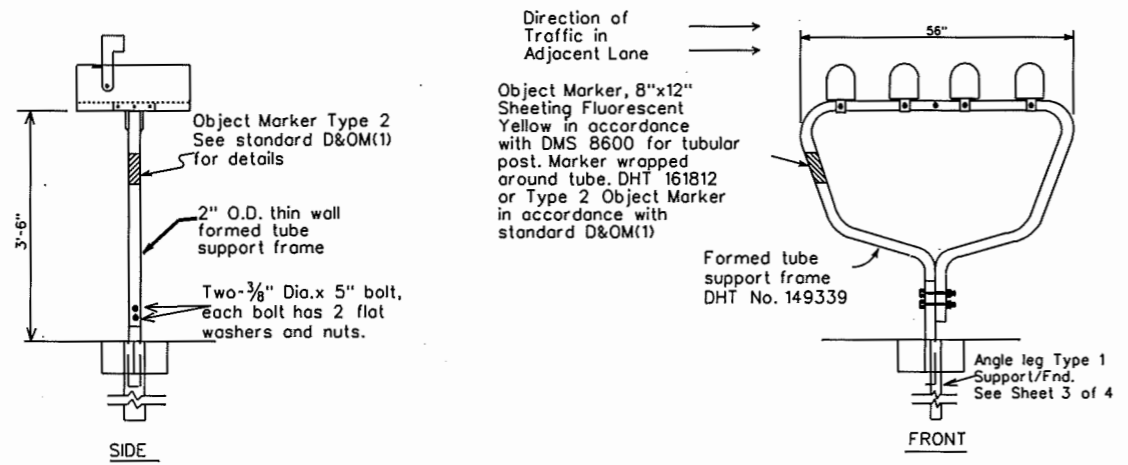 Object Marker Type 2
See standard D&OM(1)
for details
2" O.D. thin wall
formed tube
support frame
3'-6"
Two-3/8" Dia.x 5" bolt,
each bolt has 2 flat
washers and nuts.
SIDE
Direction of
Traffic in
Adjacent Lane
56"
Object Marker, 8"x12"
Sheeting Fluorescent
Yellow in accordance
with DMS 8600 for tubular
post. Marker wrapped
around tube. DHT 161812
or Type 2 Object Marker
in accordance with
standard D&OM(1)
Formed tube
support frame
DHT No. 149339
Angle leg Type 1
Support/Fnd.
See Sheet 3 of 4
FRONT